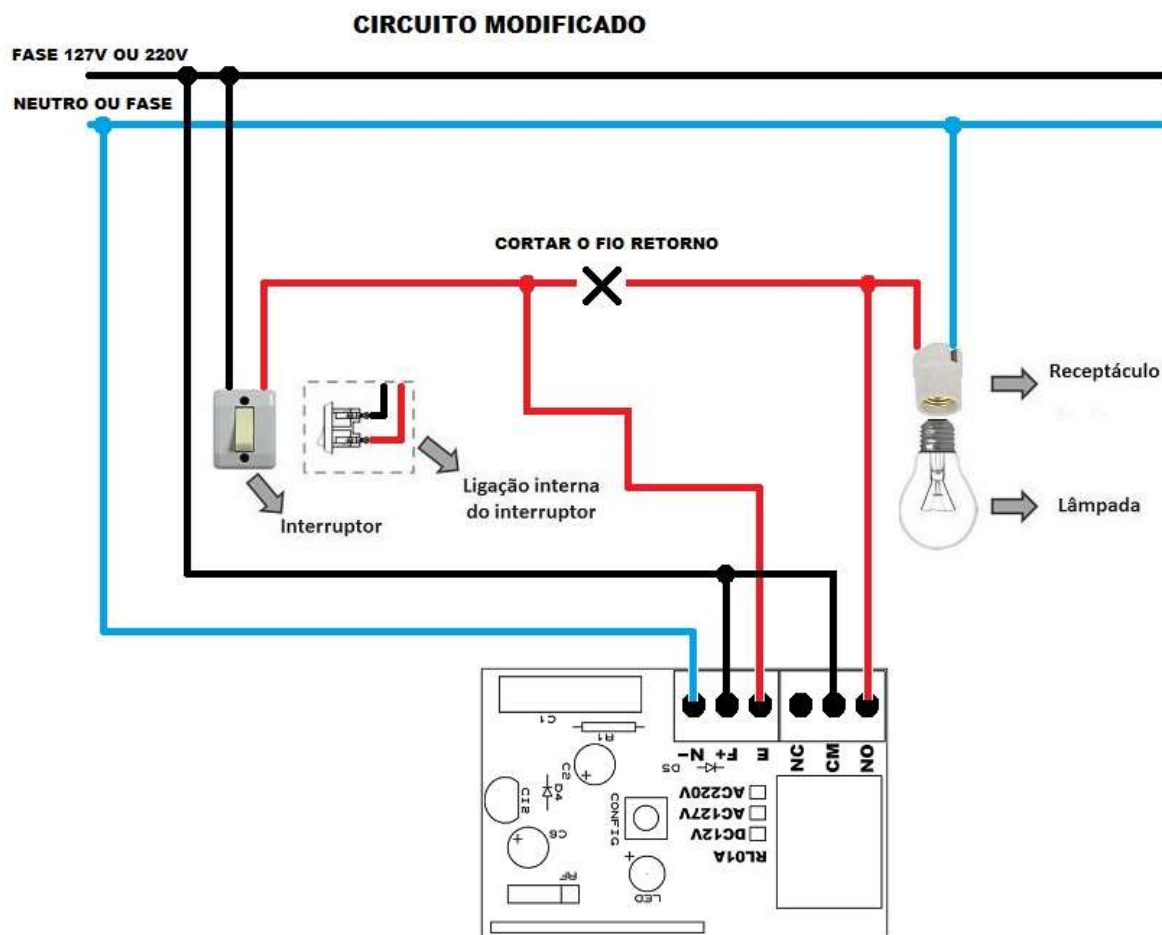 CIRCUITO MODIFICADO
FASE 127V OU 220V
NEUTRO OU FASE
CORTAR O FIO RETORNO
Receptáculo
Ligação interna
do interruptor
Interruptor
Lâmpada
C1
R1
N-
F+
E
NC
CM
NO
D5
C2
D4
CI2
AC220V
AC127V
DC12V
RL01A
CONFIG
C6
RF
LED